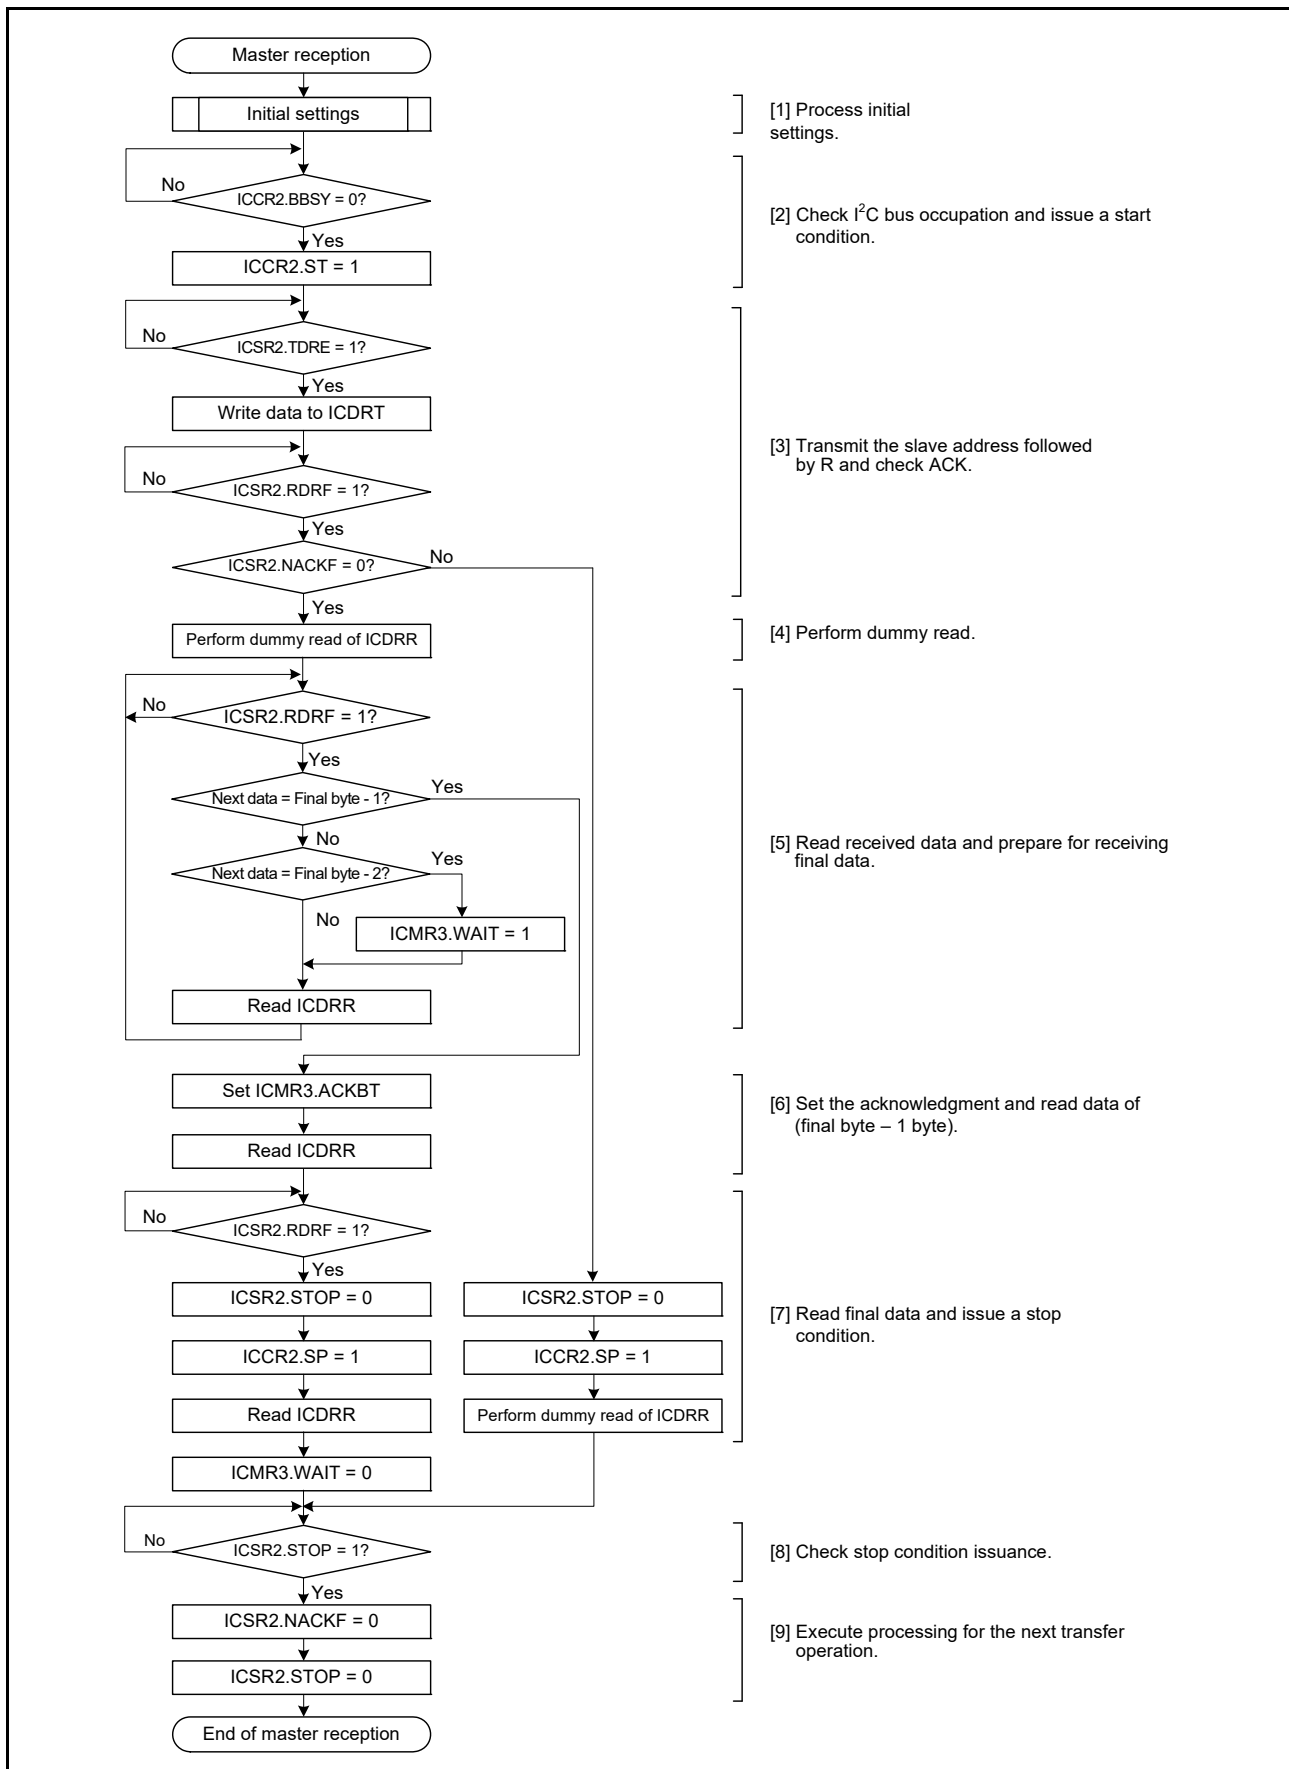 Master reception
Initial settings
[1] Process initial
settings.
No
ICCR2.BBSY = 0?
[2] Check I2C bus occupation and issue a start
condition.
Yes
ICCR2.ST = 1
No
ICSR2.TDRE = 1?
Yes
Write data to ICDRT
[3] Transmit the slave address followed
by R and check ACK.
No
ICSR2.RDRF = 1?
Yes
ICSR2.NACKF = 0?
No
Yes
Perform dummy read of ICDRR
[4] Perform dummy read.
No
ICSR2.RDRF = 1?
Yes
Next data = Final byte - 1?
Yes
No
[5] Read received data and prepare for receiving
final data.
Next data = Final byte - 2?
Yes
No
ICMR3.WAIT = 1
Read ICDRR
Set ICMR3.ACKBT
[6] Set the acknowledgment and read data of
(final byte – 1 byte).
Read ICDRR
No
ICSR2.RDRF = 1?
Yes
ICSR2.STOP = 0
ICSR2.STOP = 0
[7] Read final data and issue a stop
condition.
ICCR2.SP = 1
ICCR2.SP = 1
Read ICDRR
Perform dummy read of ICDRR
ICMR3.WAIT = 0
No
ICSR2.STOP = 1?
[8] Check stop condition issuance.
Yes
ICSR2.NACKF = 0
[9] Execute processing for the next transfer
operation.
ICSR2.STOP = 0
End of master reception